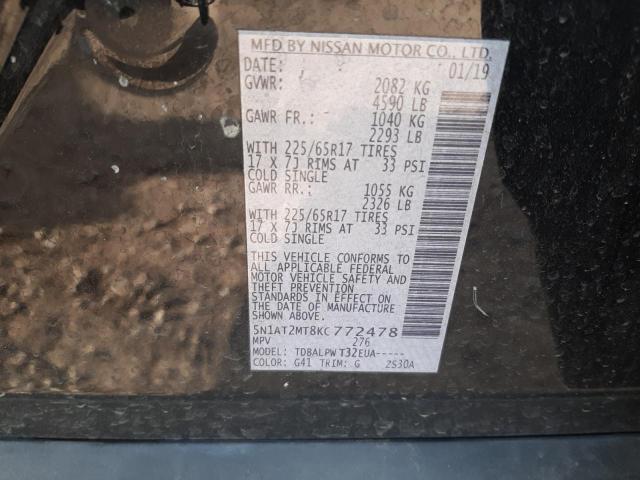 MFD BY NISSAN MOTOR CO., LTD.
DATE: 01/19
GVWR: 2082 KG
4590 LB
GAWR FR.: 1040 KG
2293 LB
WITH 225/65R17 TIRES
17 X 7J RIMS AT 33 PSI
COLD SINGLE
GAWR RR.: 1055 KG
2326 LB
WITH 225/65R17 TIRES
17 X 7J RIMS AT 33 PSI
COLD SINGLE
THIS VEHICLE CONFORMS TO
ALL APPLICABLE FEDERAL
MOTOR VEHICLE SAFETY AND
THEFT PREVENTION
STANDARDS IN EFFECT ON
THE DATE OF MANUFACTURE
SHOWN ABOVE.
5N1AT2MT8KC772478
MPV 276
MODEL: TDBALPWT32EUA-----
COLOR: G41 TRIM: G 2S30A